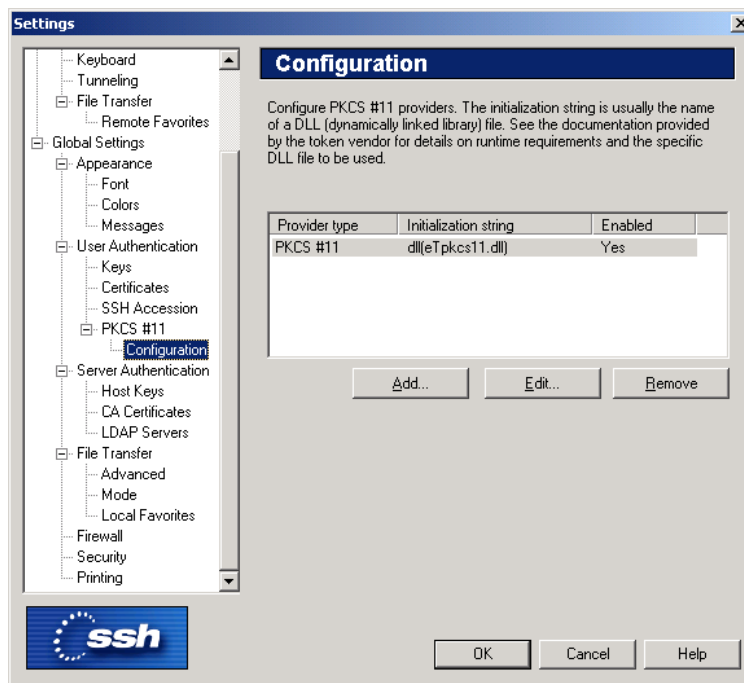 Settings
Keyboard
Tunneling
File Transfer
Remote Favorites
Global Settings
Appearance
Font
Colors
Messages
User Authentication
Keys
Certificates
SSH Accession
PKCS #11
Configuration
Server Authentication
Host Keys
CA Certificates
LDAP Servers
File Transfer
Advanced
Mode
Local Favorites
Firewall
Security
Printing
ssh
Configuration
Configure PKCS #11 providers. The initialization string is usually the name
of a DLL (dynamically linked library) file. See the documentation provided
by the token vendor for details on runtime requirements and the specific
DLL file to be used.
Provider type Initialization string Enabled
PKCS #11 dll(eTpkcs11.dll) Yes
Add... Edit... Remove
OK Cancel Help